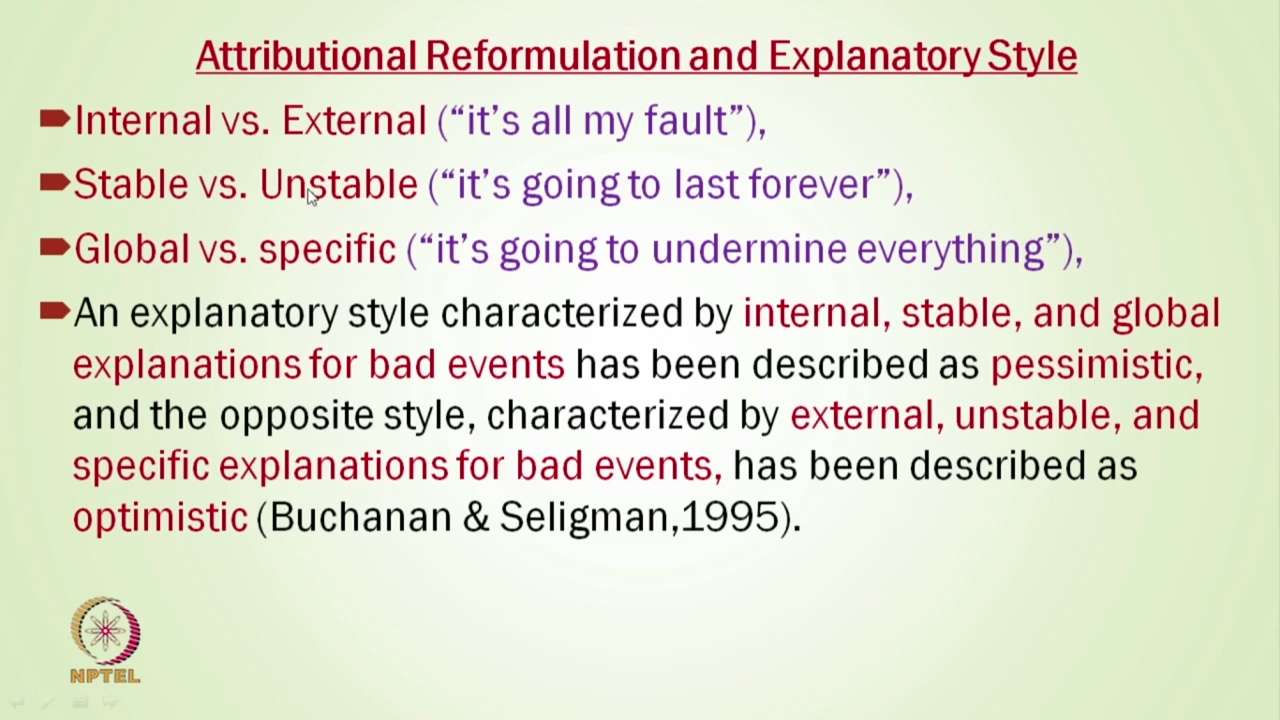 Attributional Reformulation and Explanatory Style
Internal vs. External (“it’s all my fault”),
Stable vs. Unstable (“it’s going to last forever”),
Global vs. specific (“it’s going to undermine everything”),
An explanatory style characterized by internal, stable, and global
explanations for bad events has been described as pessimistic,
and the opposite style, characterized by external, unstable, and
specific explanations for bad events, has been described as
optimistic (Buchanan & Seligman,1995).
NPTEL